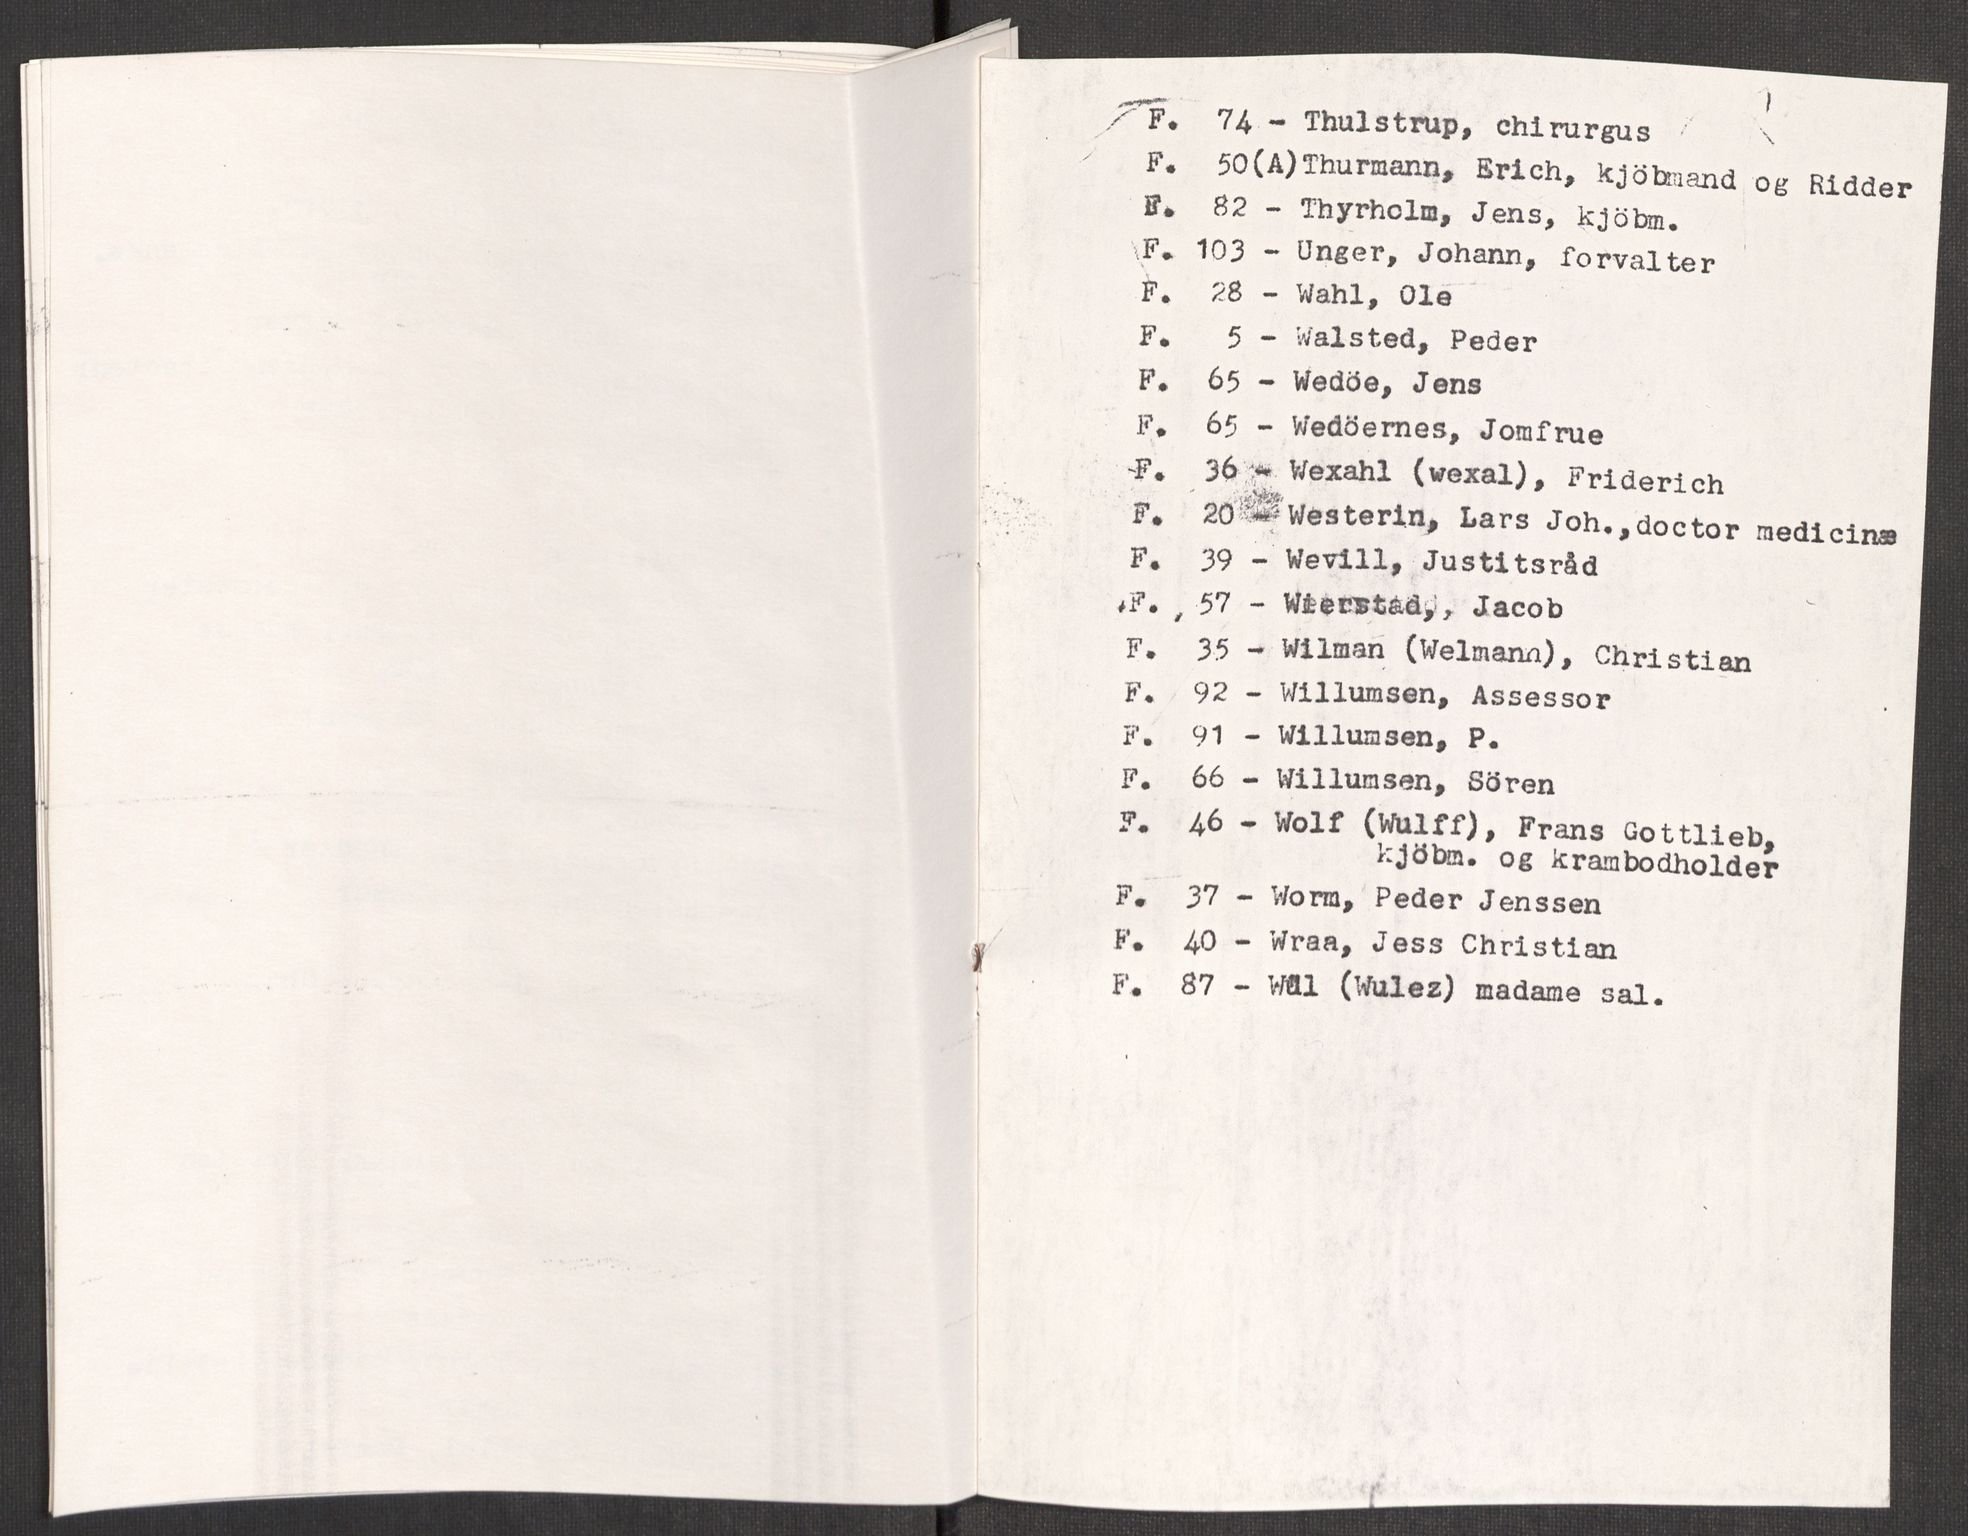 F. 74 - Thulstrup, chirurgus
F. 50(A)Thurmann, Erich, kjöbmand og Ridder
F. 82 - Thyrholm, Jens, kjöbm.
F. 103 - Unger, Johann, forvalter
F. 28 - Wahl, Ole
F. 5 - Walsted, Peder
F. 65 - Wedöe, Jens
F. 65 - Wedöernes, Jomfrue
F. 36 - Wexahl (wexal), Friderich
F. 20 - Westerin, Lars Joh.,doctor medicinæ
F. 39 - Wevill, Justitsråd
F. 57 - Wierstad,, Jacob
F. 35 - Wilman (Welmann), Christian
F. 92 - Willumsen, Assessor
F. 91 - Willumsen, P.
F. 66 - Willumsen, Sören
F. 46 - Wolf (Wulff), Frans Gottlieb,
kjöbm. og krambodholder
F. 37 - Worm, Peder Jenssen
F. 40 - Wraa, Jess Christian
F. 87 - (Wulez) madame sal.